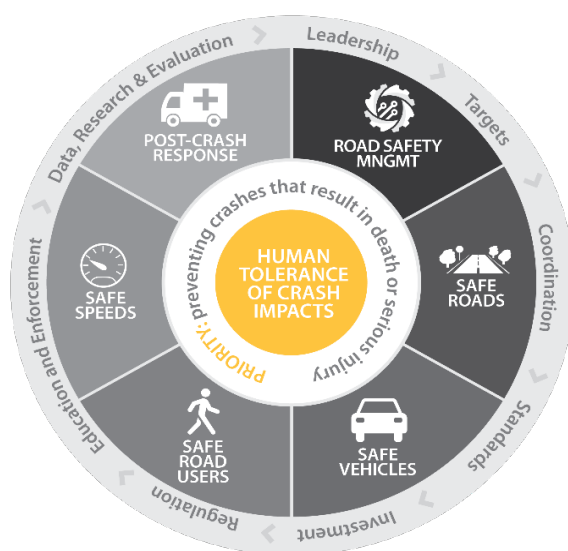 Data, Research & Evaluation
Leadership
Targets
Coordination
Standards
Investment
Regulation
Education and Enforcement
POST-CRASH
RESPONSE
ROAD SAFETY
MNGMT
SAFE
ROADS
SAFE
VEHICLES
SAFE
ROAD
USERS
SAFE
SPEEDS
PRIORITY: preventing crashes that result in death or serious injury
HUMAN
TOLERANCE
OF CRASH
IMPACTS